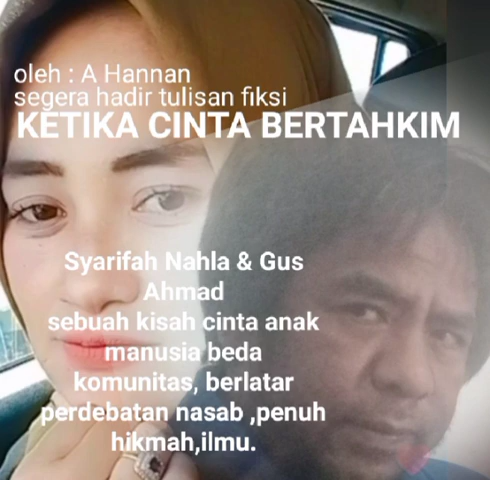 oleh : A Hannan
segera hadir tulisan fiksi
KETIKA CINTA BERTAHKIM
Syarifah Nahla & Gus
Ahmad
sebuah kisah cinta anak
manusia beda
komunitas, berlatar
perdebatan nasab ,penuh
hikmah,ilmu.